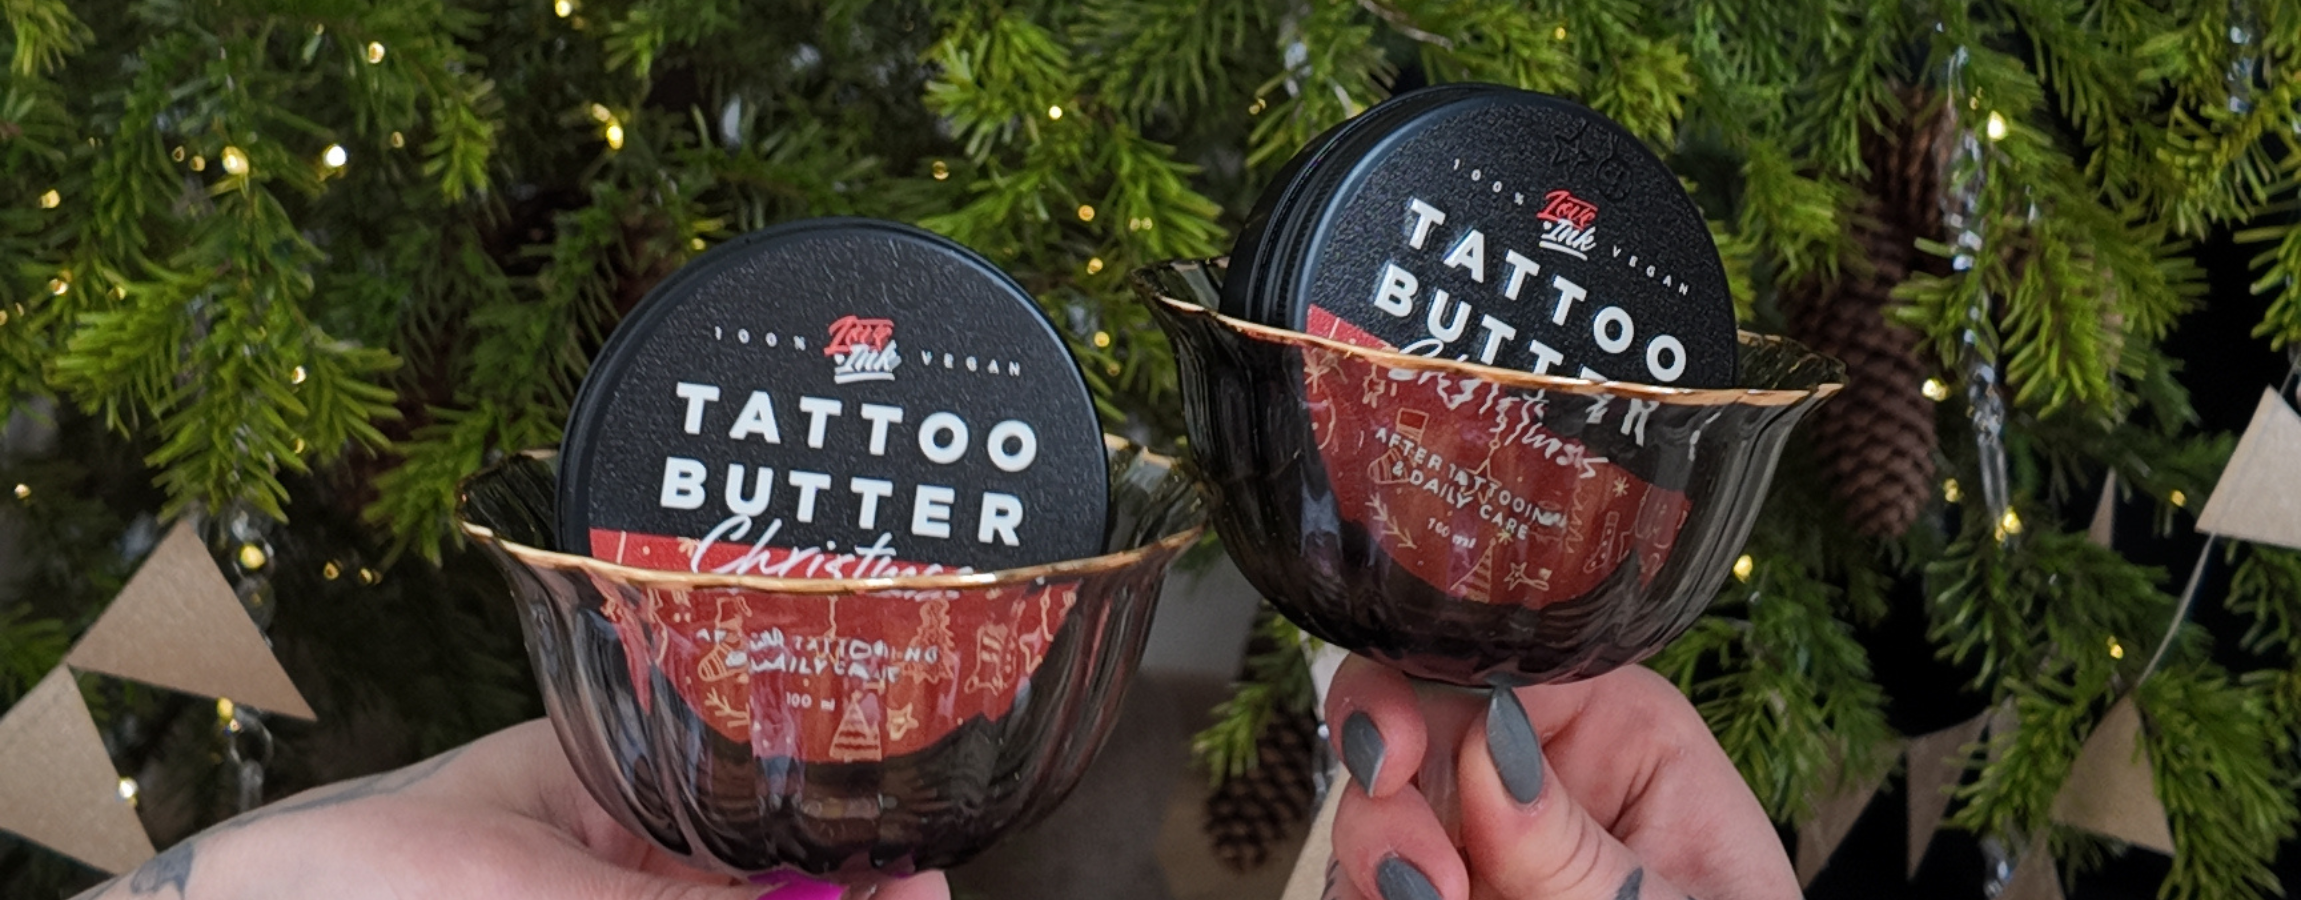 100% Love Ink VEGAN
TATTOO
BUTTER
Christmas
AFTER TATTOOING
& DAILY CARE
100 ml
100% Love Ink VEGAN
TATTOO
BUTTER
Christmas
AFTER TATTOOING
& DAILY CARE
100 ml